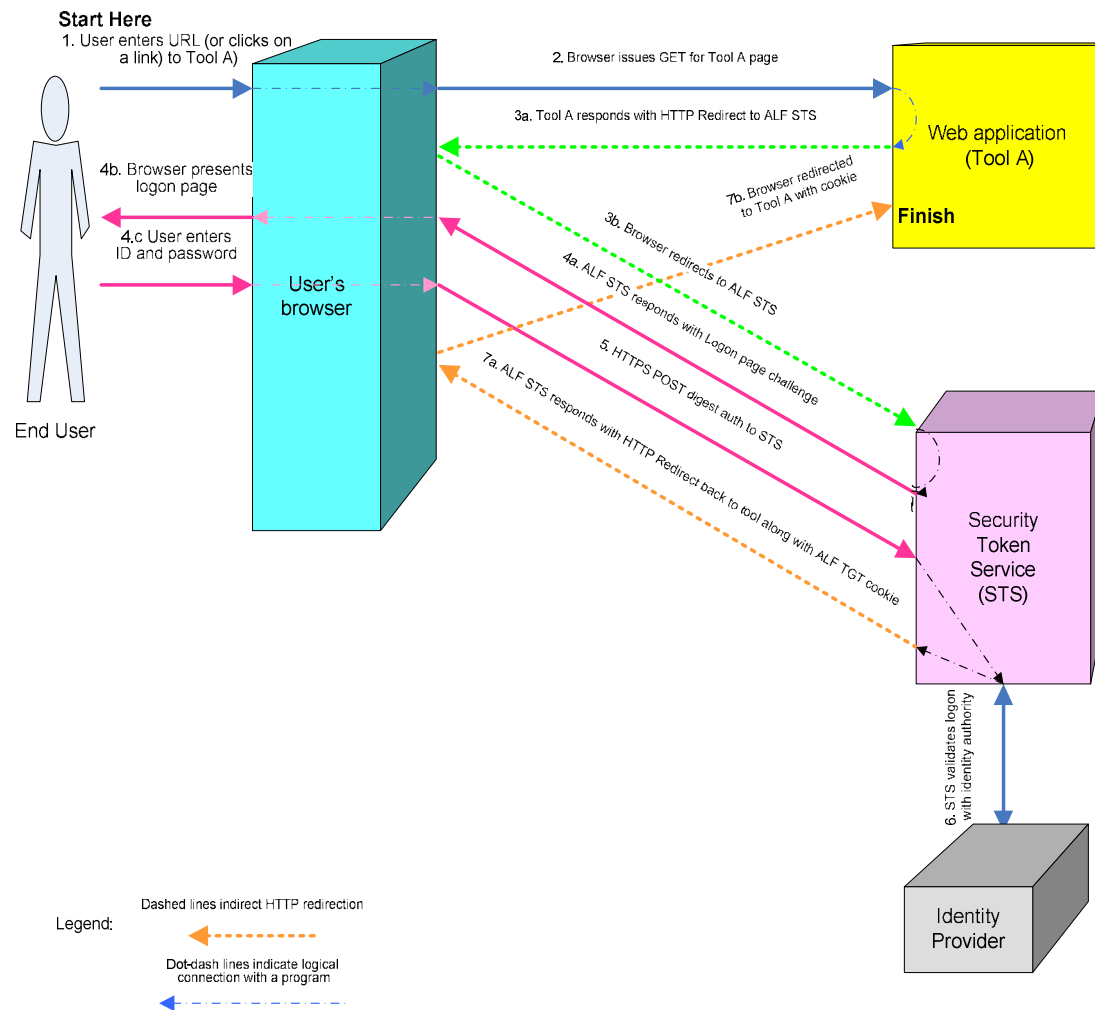 Start Here
1. User enters URL (or clicks on
a link) to Tool A)
2. Browser issues GET for Tool A page
3a. Tool A responds with HTTP Redirect to ALF STS
Web application
(Tool A)
7b. Browser redirected
to Tool A with cookie
Finish
4b. Browser presents
logon page
4.c User enters
ID and password
User's
browser
3b. Browser redirects to ALF STS
4a. ALF STS responds with Logon page challenge
5. HTTPS POST digest auth to STS
7a. ALF STS responds with HTTP Redirect back to tool along with ALF TGT cookie
End User
Security
Token
Service
(STS)
6. STS validates logon
with identity authority
Identity
Provider
Legend:
Dashed lines indirect HTTP redirection
Dot-dash lines indicate logical
connection with a program